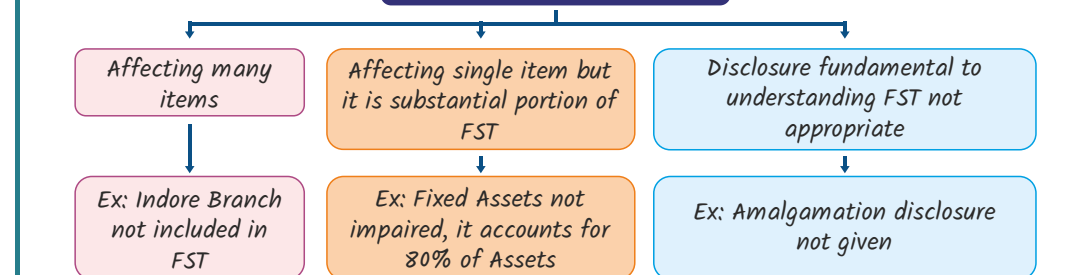 Affecting many
items
Affecting single item but
it is substantial portion of
FST
Disclosure fundamental to
understanding FST not
appropriate
Ex: Indore Branch
not included in
FST
Ex: Fixed Assets not
impaired, it accounts for
80% of Assets
Ex: Amalgamation disclosure
not given